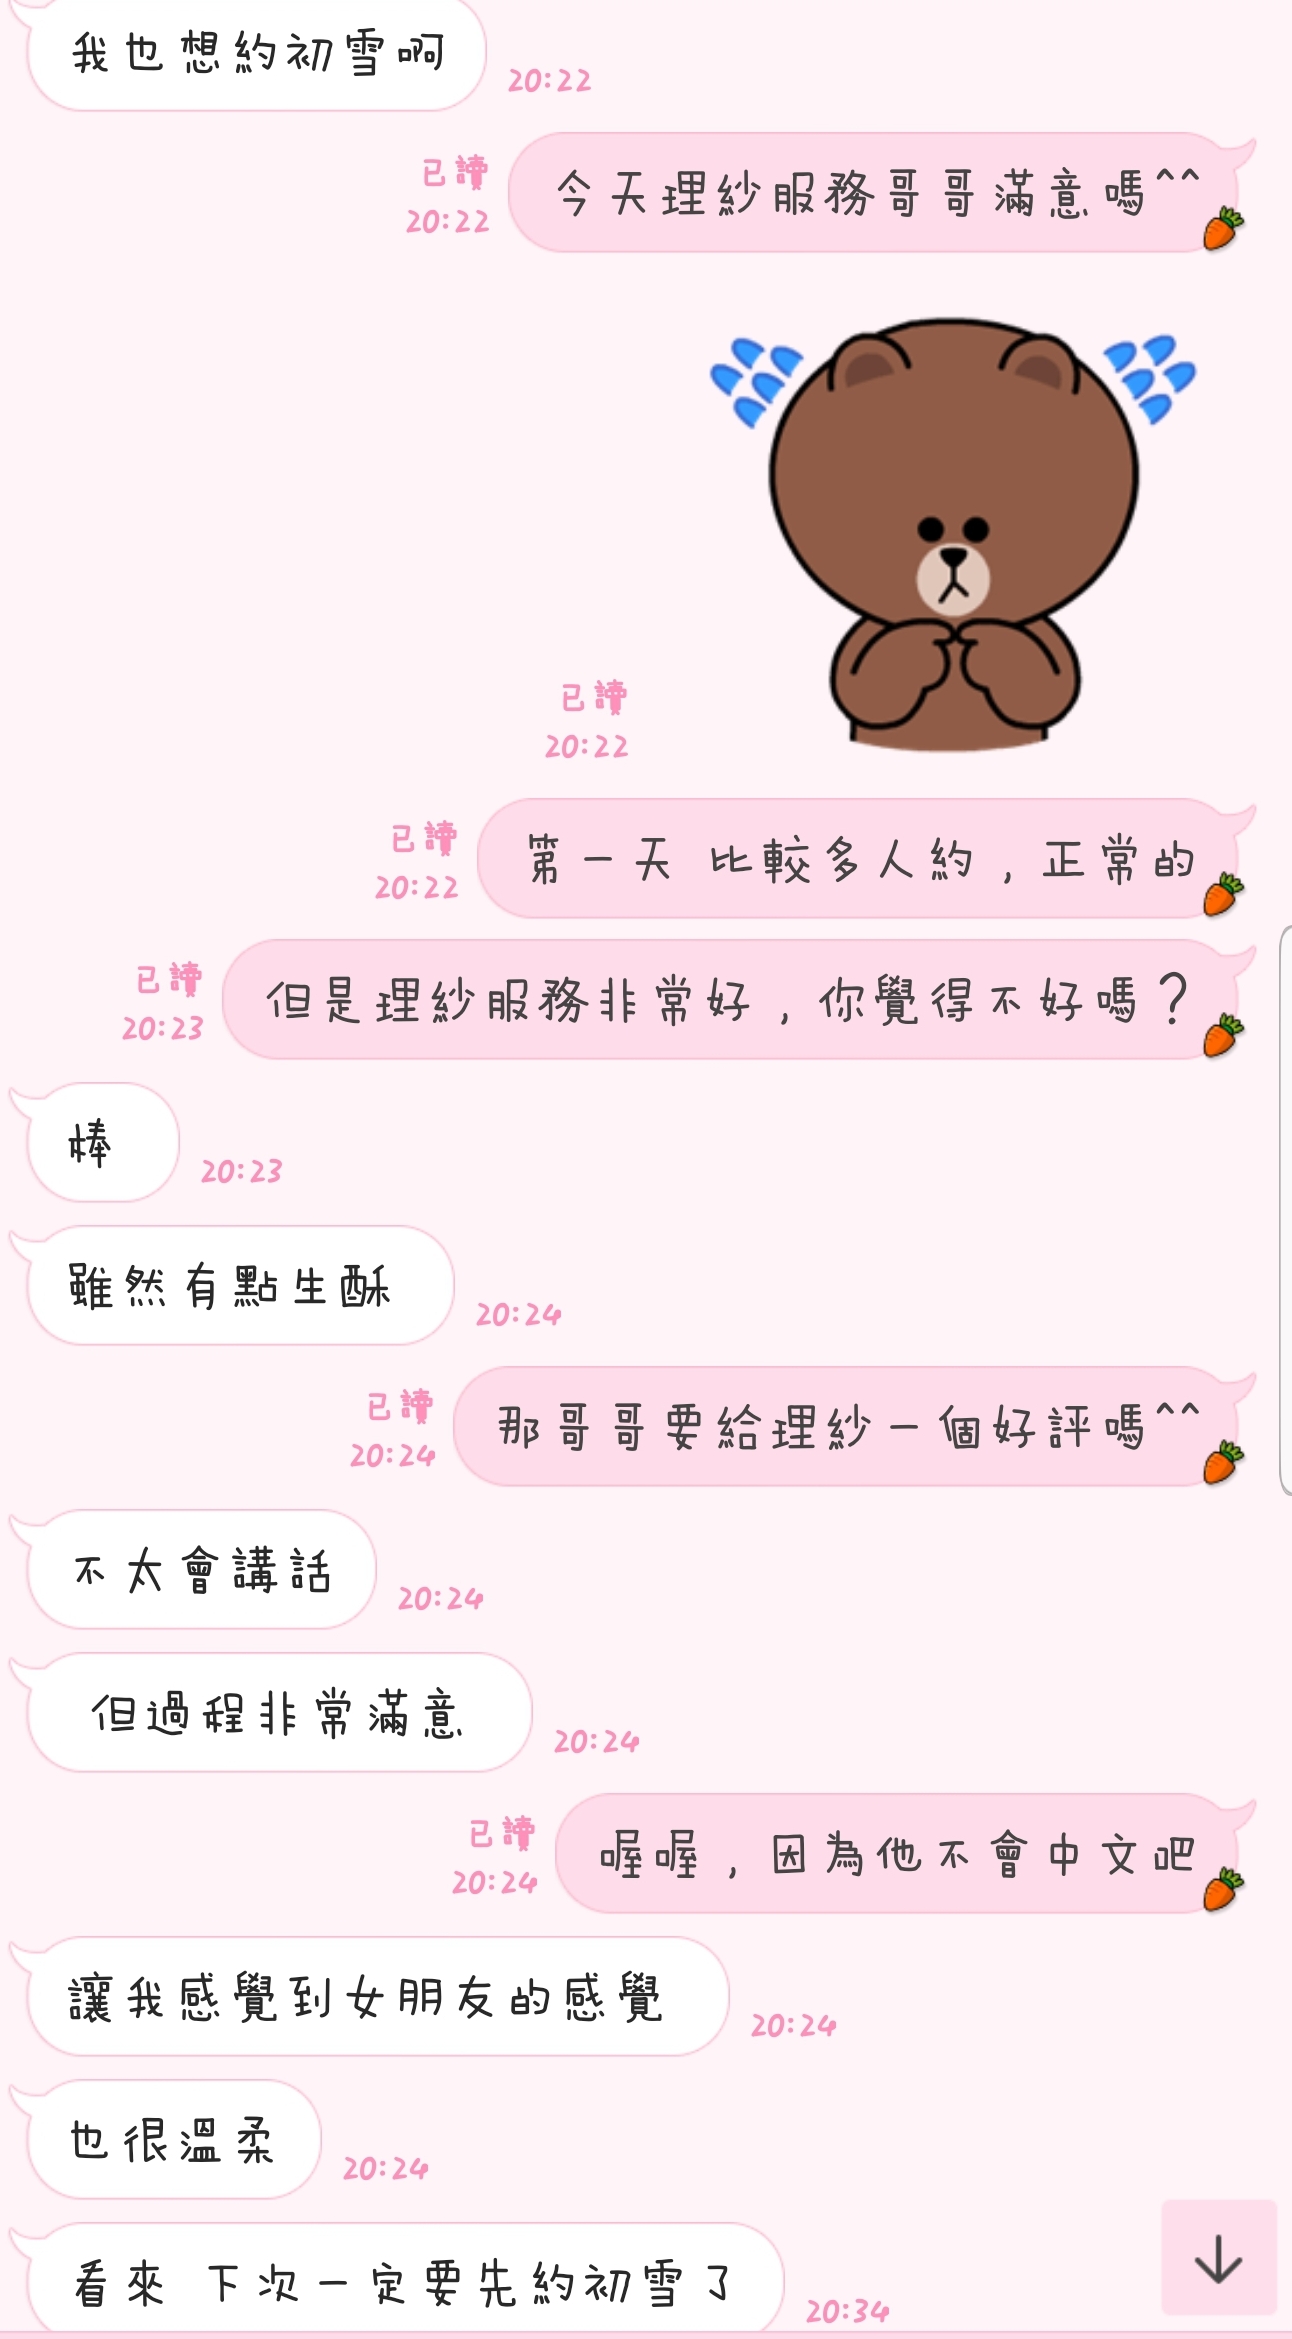 我也想約初雪啊
20:22
今天理紗服務哥哥滿意嗎^^
已讀
20:22
已讀
20:22
第一天 比較多人約，正常的
已讀
20:22
但是理紗服務非常好，你覺得不好嗎？
已讀
20:23
棒
20:23
雖然有點生酥
20:24
那哥哥要給理紗一個好評嗎^^
已讀
20:24
不太會講話
20:24
但過程非常滿意
20:24
喔喔，因為他不會中文吧
已讀
20:24
讓我感覺到女朋友的感覺
20:24
也很溫柔
20:24
看來 下次一定要先約初雪了
20:34